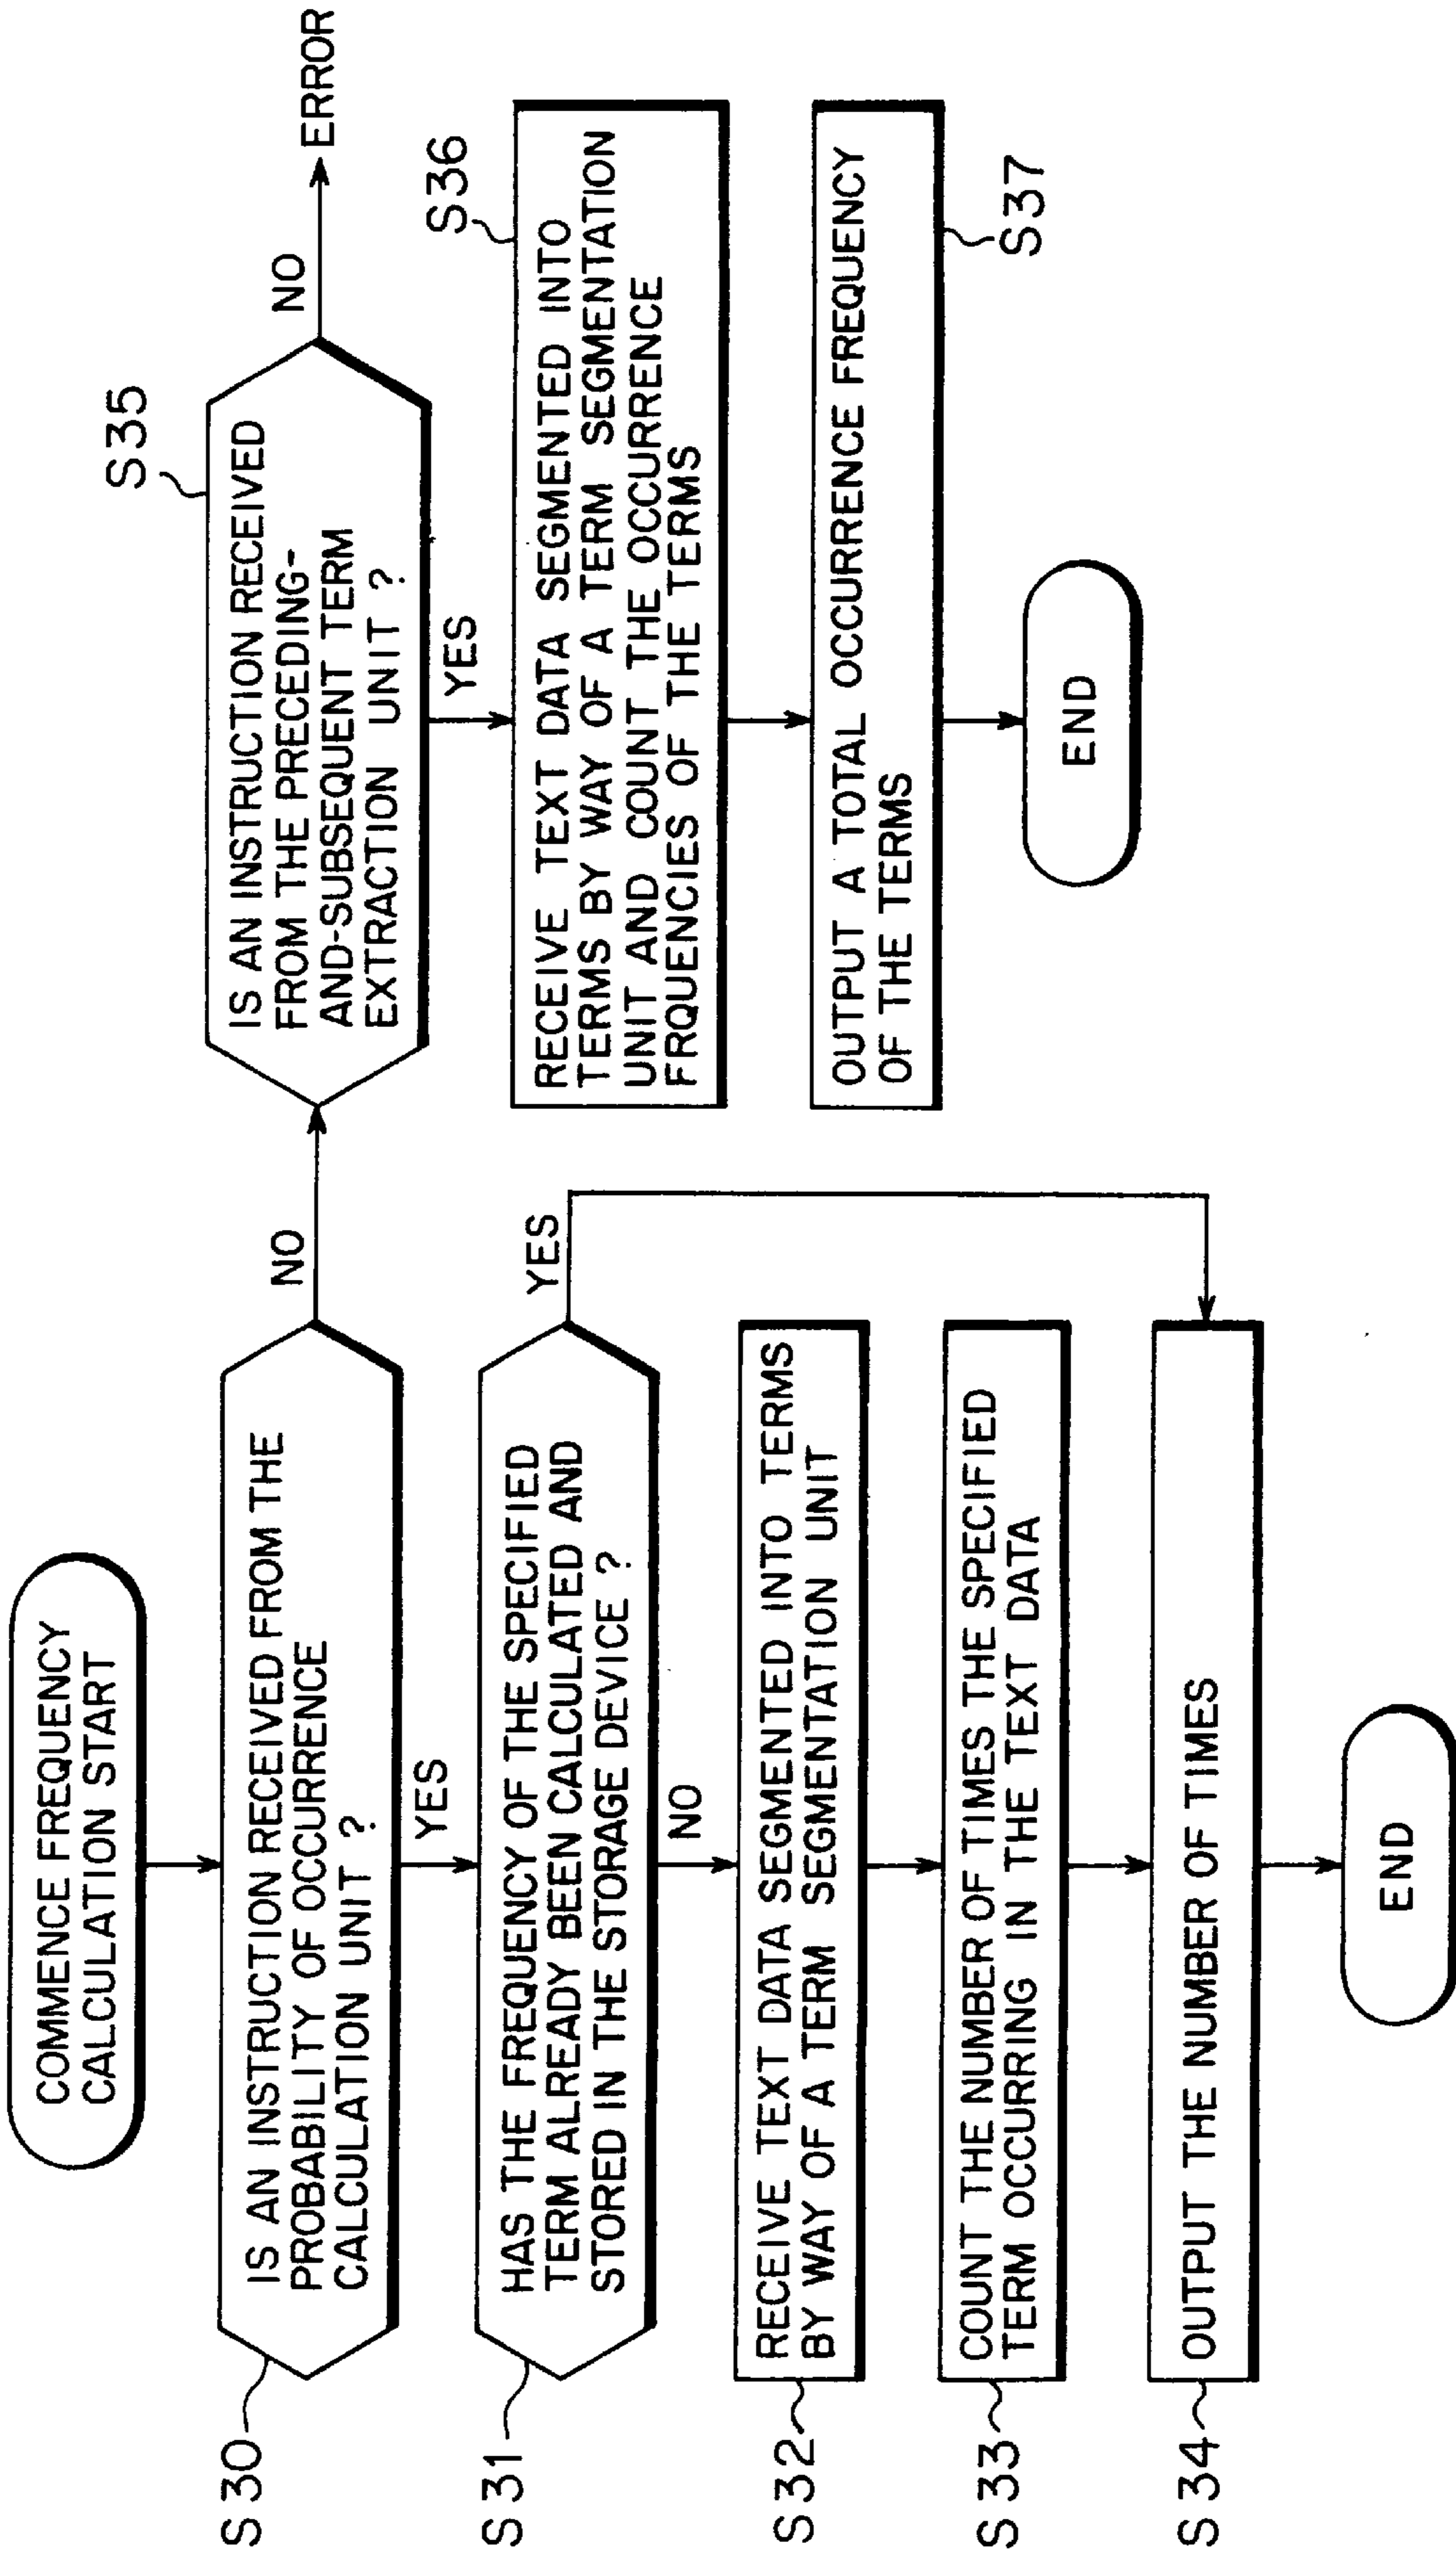 COMMENCE FREQUENCY
CALCULATION START
S30
IS AN INSTRUCTION RECEIVED FROM THE
PROBABILITY OF OCCURRENCE
CALCULATION UNIT ?
NO
YES
S31
HAS THE FREQUENCY OF THE SPECIFIED
TERM ALREADY BEEN CALCULATED AND
STORED IN THE STORAGE DEVICE ?
YES
NO
S32
RECEIVE TEXT DATA SEGMENTED INTO TERMS
BY WAY OF A TERM SEGMENTATION UNIT
S33
COUNT THE NUMBER OF TIMES THE SPECIFIED
TERM OCCURRING IN THE TEXT DATA
S34
OUTPUT THE NUMBER OF TIMES
END
S35
IS AN INSTRUCTION RECEIVED
FROM THE PRECEDING-
AND-SUBSEQUENT TERM
EXTRACTION UNIT ?
NO
ERROR
YES
S36
RECEIVE TEXT DATA SEGMENTED INTO
TERMS BY WAY OF A TERM SEGMENTATION
UNIT AND COUNT THE OCCURRENCE
FRQUENCIES OF THE TERMS
S37
OUTPUT A TOTAL OCCURRENCE FREQUENCY
OF THE TERMS
END